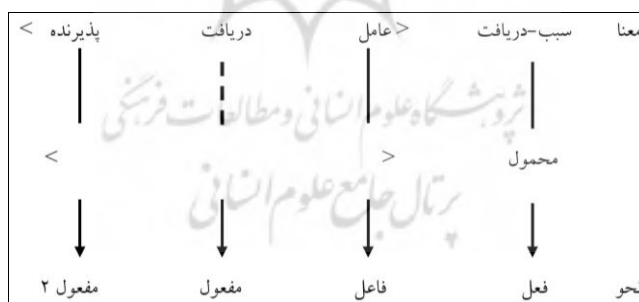 معنا سبب-دریافت <عامل دریافت پذیرنده>
پژوهشگاه علوم انسانی و مطالعات فرهنگی
محمول < >
پرتال جامع علوم انسانی
نحو فعل فاعل مفعول مفعول ۲